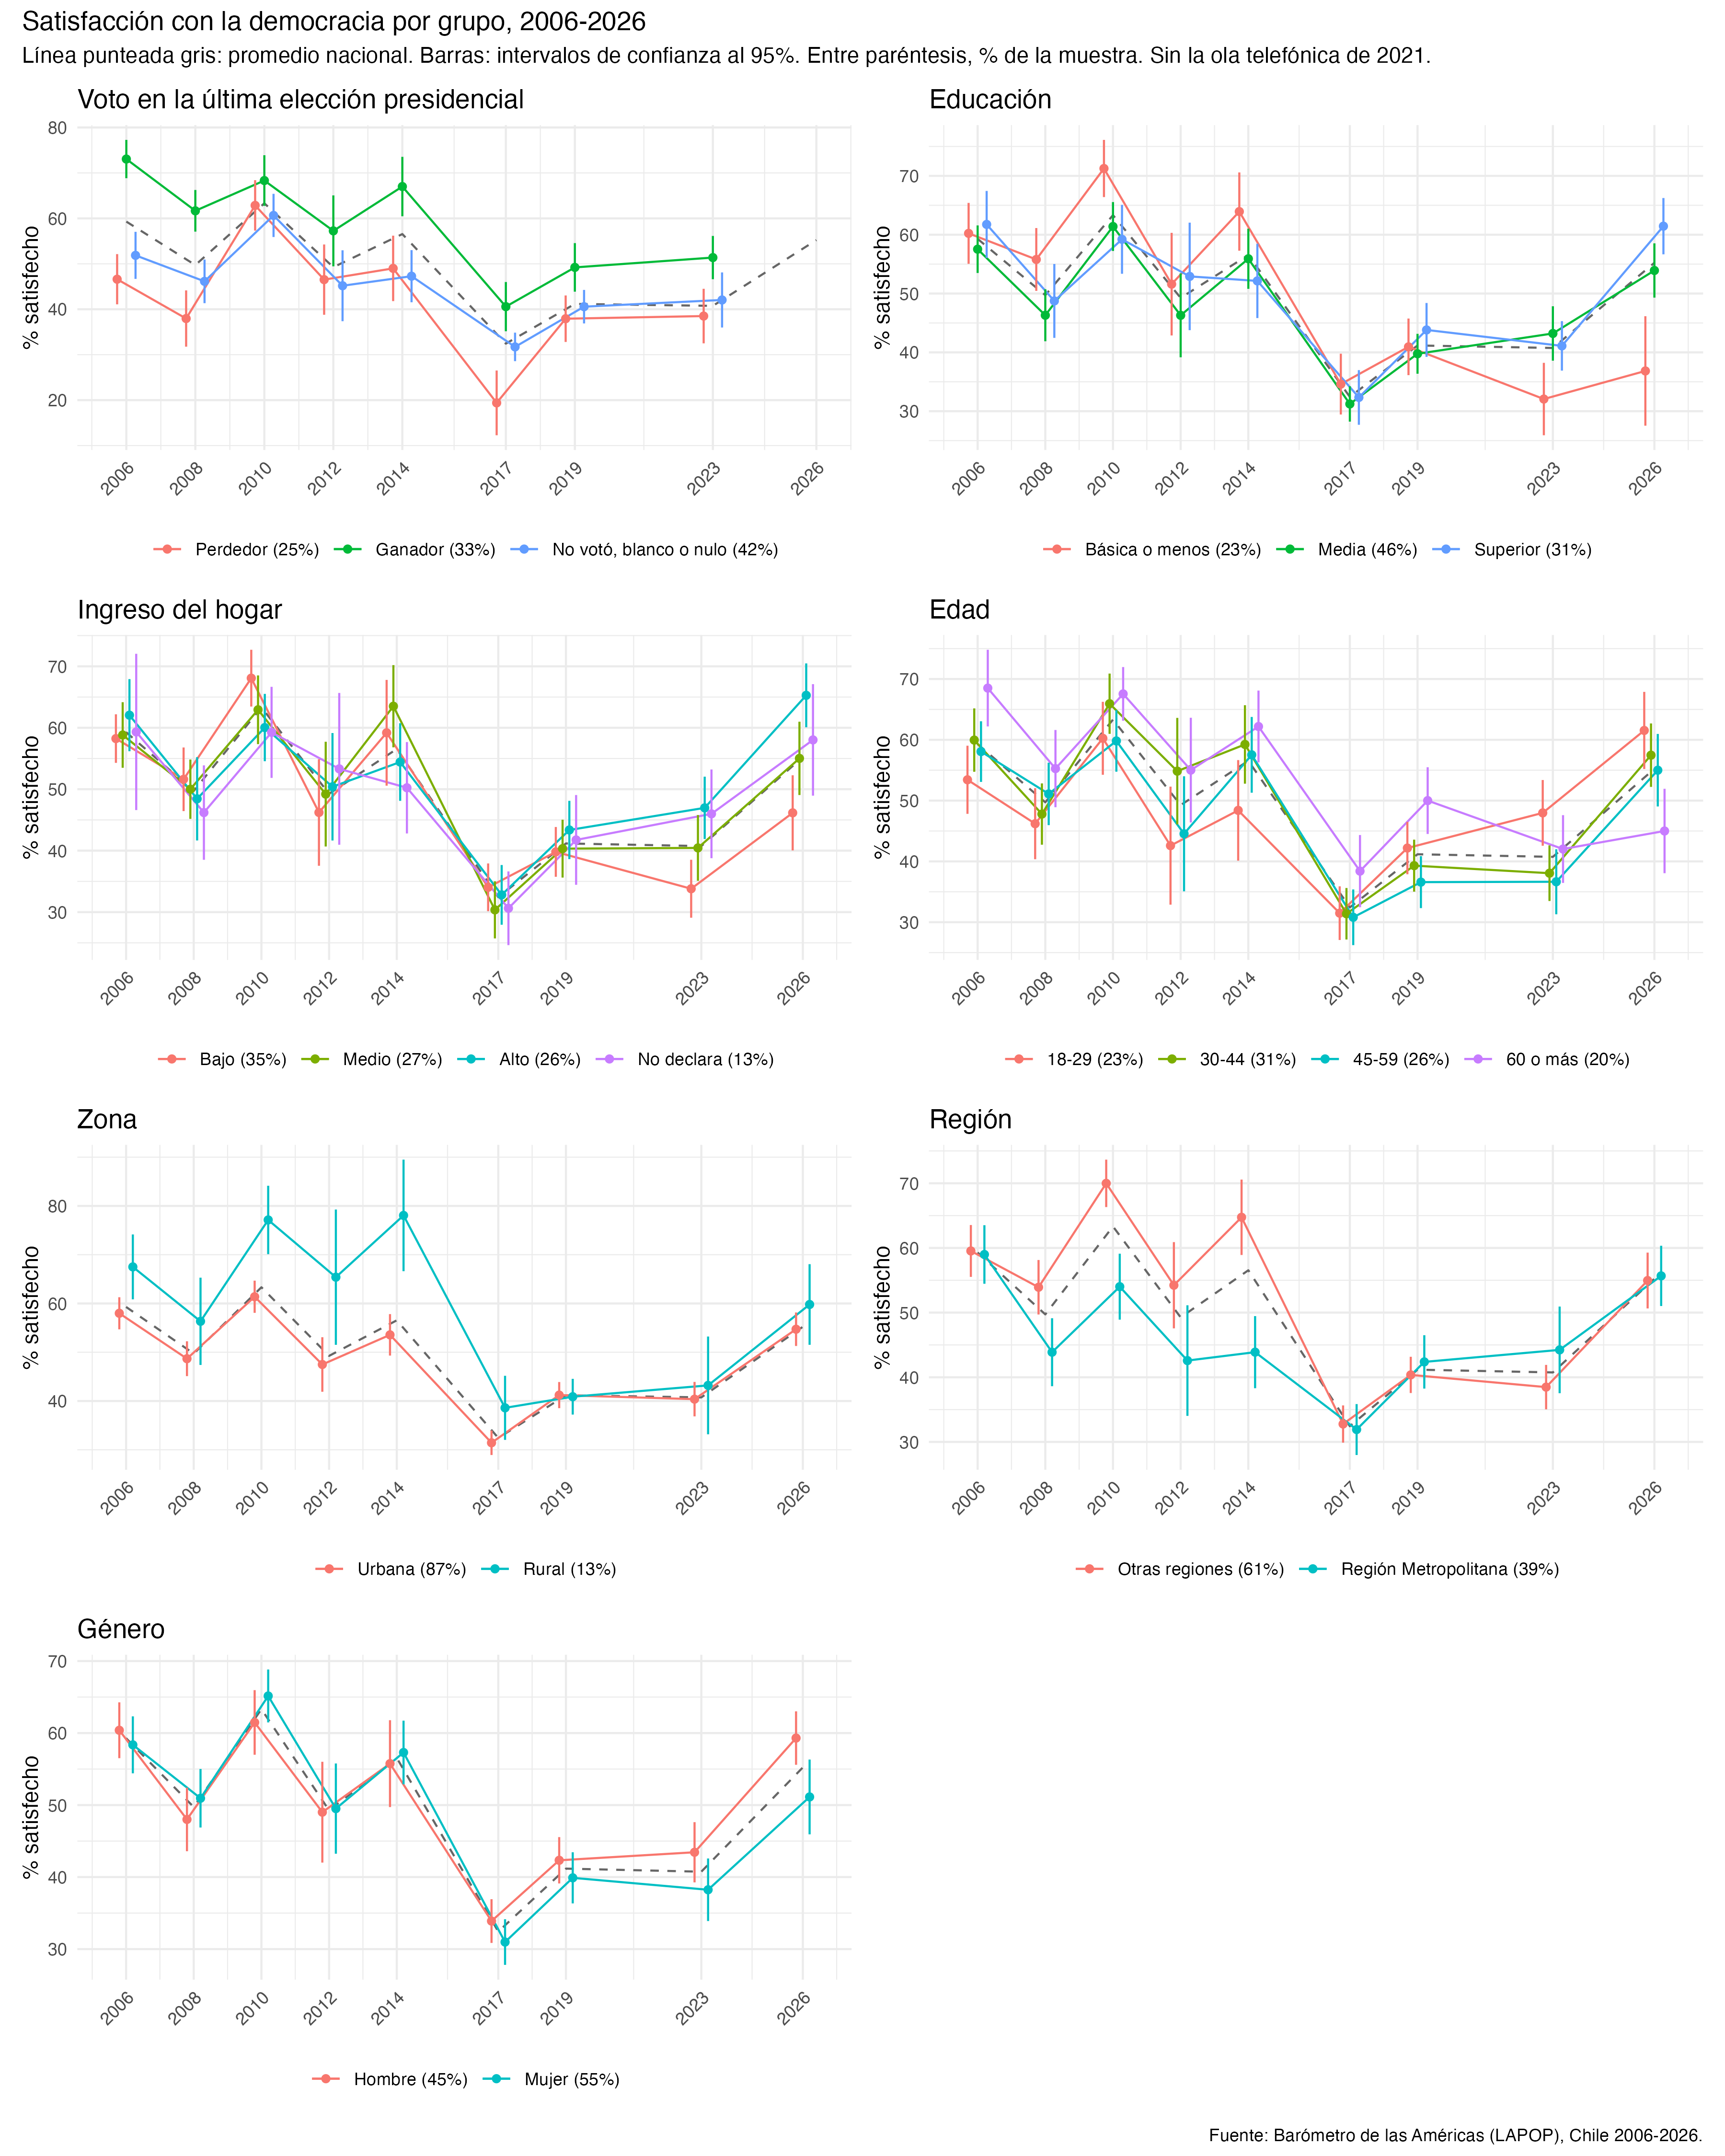 Satisfacción con la democracia por grupo, 2006-2026
Línea punteada gris: promedio nacional. Barras: intervalos de confianza al 95%. Entre paréntesis, % de la muestra. Sin la ola telefónica de 2021.
Voto en la última elección presidencial
% satisfecho
80
60
40
20
2006 2008 2010 2012 2014 2017 2019 2023 2026
Perdedor (25%) Ganador (33%) No votó, blanco o nulo (42%)
Educación
% satisfecho
70
60
50
40
30
2006 2008 2010 2012 2014 2017 2019 2023 2026
Básica o menos (23%) Media (46%) Superior (31%)
Ingreso del hogar
% satisfecho
70
60
50
40
30
2006 2008 2010 2012 2014 2017 2019 2023 2026
Bajo (35%) Medio (27%) Alto (26%) No declara (13%)
Edad
% satisfecho
70
60
50
40
30
2006 2008 2010 2012 2014 2017 2019 2023 2026
18-29 (23%) 30-44 (31%) 45-59 (26%) 60 o más (20%)
Zona
% satisfecho
80
60
40
2006 2008 2010 2012 2014 2017 2019 2023 2026
Urbana (87%) Rural (13%)
Región
% satisfecho
70
60
50
40
30
2006 2008 2010 2012 2014 2017 2019 2023 2026
Otras regiones (61%) Región Metropolitana (39%)
Género
% satisfecho
70
60
50
40
30
2006 2008 2010 2012 2014 2017 2019 2023 2026
Hombre (45%) Mujer (55%)
Fuente: Barómetro de las Américas (LAPOP), Chile 2006-2026.